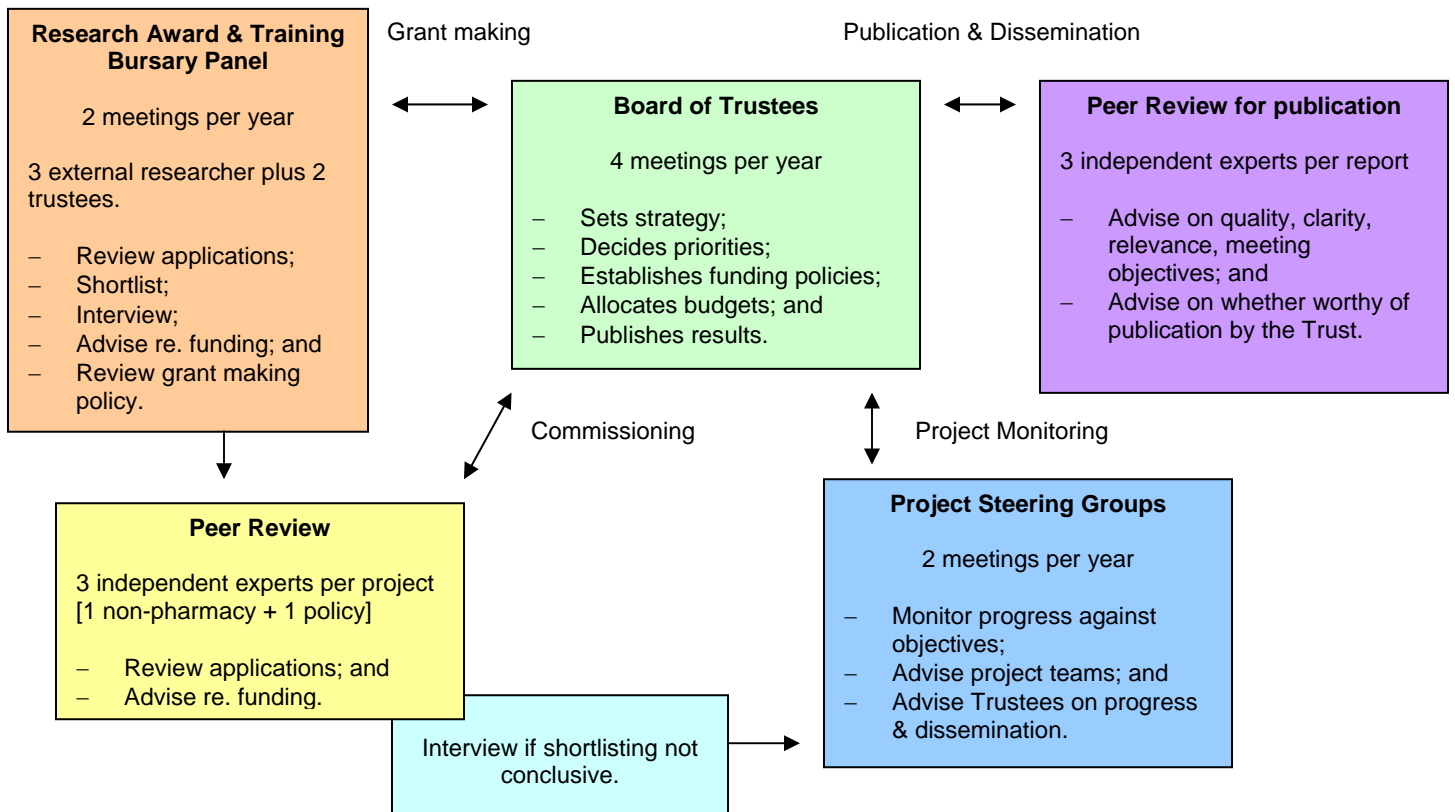 Research Award & Training
Bursary Panel
2 meetings per year
3 external researcher plus 2
trustees.
– Review applications;
– Shortlist;
– Interview;
– Advise re. funding; and
– Review grant making
policy.
Grant making
Board of Trustees
4 meetings per year
– Sets strategy;
– Decides priorities;
– Establishes funding policies;
– Allocates budgets; and
– Publishes results.
Publication & Dissemination
Peer Review for publication
3 independent experts per report
– Advise on quality, clarity,
relevance, meeting
objectives; and
– Advise on whether worthy of
publication by the Trust.
Commissioning
Project Monitoring
Peer Review
3 independent experts per project
[1 non-pharmacy + 1 policy]
– Review applications; and
– Advise re. funding.
Interview if shortlisting not
conclusive.
Project Steering Groups
2 meetings per year
– Monitor progress against
objectives;
– Advise project teams; and
– Advise Trustees on progress
& dissemination.